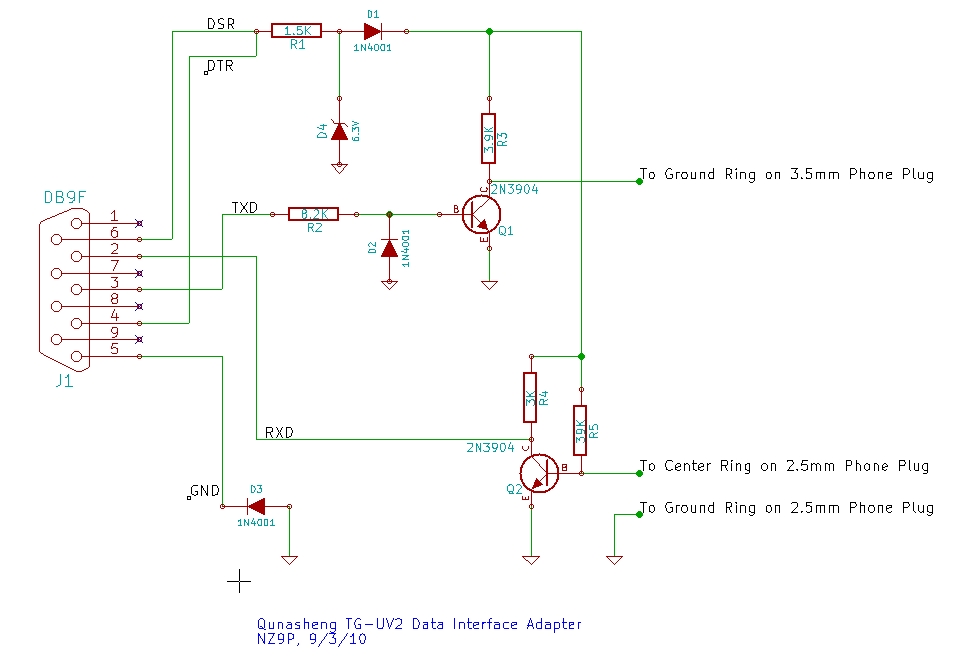 DSR
1.5K
R1
D1
1N4001
DTR
D4
6.3V
3.9K
R3
To Ground Ring on 3.5mm Phone Plug
2N3904
C
B
E
Q1
DB9F
1
6
2
7
3
8
4
9
5
J1
TXD
8.2K
R2
D2
1N4001
3K
R4
39K
R5
RXD
2N3904
C
B
E
Q2
To Center Ring on 2.5mm Phone Plug
To Ground Ring on 2.5mm Phone Plug
GND
D3
1N4001
Qunasheng TG-UV2 Data Interface Adapter
NZ9P, 9/3/10